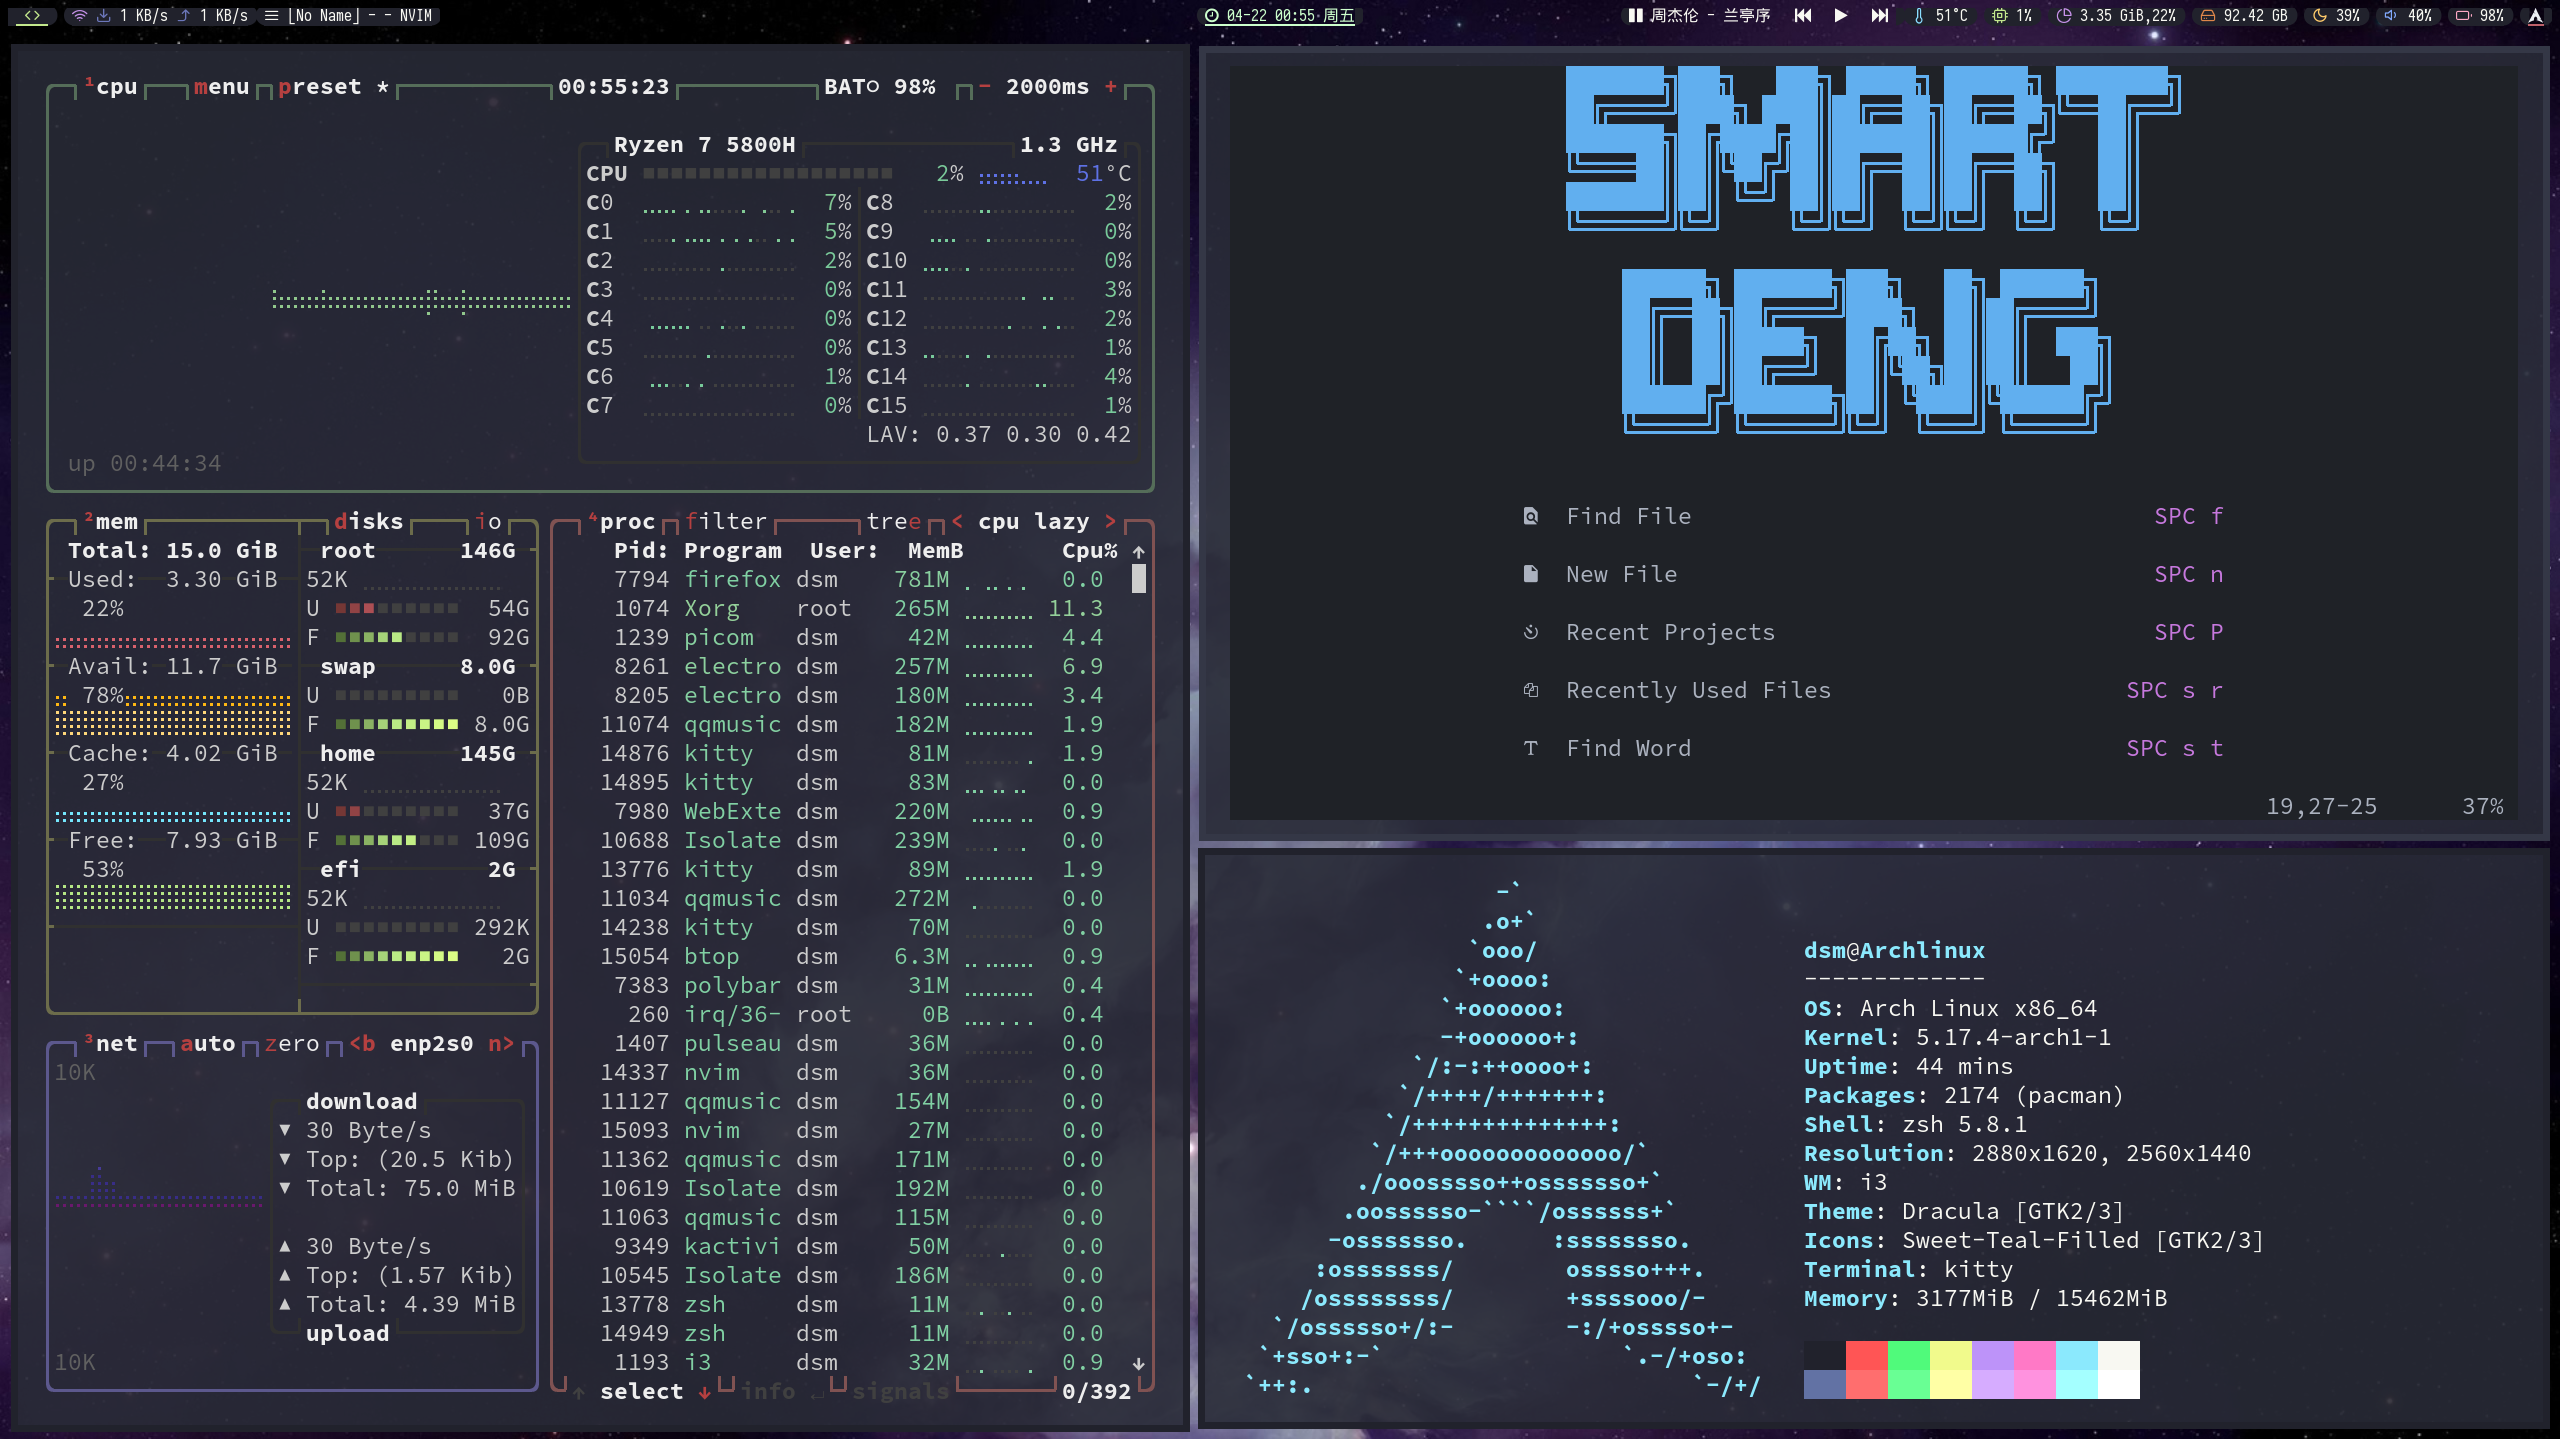 1 KB/s 1 KB/s [No Name] - - NVIM
04-22 00:55 周五
周杰伦 - 兰亭序 51°C 1% 3.35 GiB,22% 92.42 GB 39% 40% 98%
¹cpu menu preset * 00:55:23 BAT 98% - 2000ms +
Ryzen 7 5800H 1.3 GHz
CPU 2% 51°C
C0 7% C8 2%
C1 5% C9 0%
C2 2% C10 0%
C3 0% C11 3%
C4 0% C12 2%
C5 0% C13 1%
C6 1% C14 4%
C7 0% C15 1%
LAV: 0.37 0.30 0.42
up 00:44:34
²mem disks io
Total: 15.0 GiB root 146G
Used: 3.30 GiB 52K
22% U 54G
F 92G
Avail: 11.7 GiB swap 8.0G
78% U 0B
F 8.0G
Cache: 4.02 GiB home 145G
27% 52K
U 37G
Free: 7.93 GiB F 109G
53% efi 2G
52K
U 292K
F 2G
³net auto zero <b enp2s0 n>
10K
download
▼ 30 Byte/s
▼ Top: (20.5 Kib)
▼ Total: 75.0 MiB
▲ 30 Byte/s
▲ Top: (1.57 Kib)
▲ Total: 4.39 MiB
upload
10K
⁴proc filter tree < cpu lazy >
Pid: Program User: MemB Cpu% ↑
7794 firefox dsm 781M 0.0
1074 Xorg root 265M 11.3
1239 picom dsm 42M 4.4
8261 electro dsm 257M 6.9
8205 electro dsm 180M 3.4
11074 qqmusic dsm 182M 1.9
14876 kitty dsm 81M 1.9
14895 kitty dsm 83M 0.0
7980 WebExte dsm 220M 0.9
10688 Isolate dsm 239M 0.0
13776 kitty dsm 89M 1.9
11034 qqmusic dsm 272M 0.0
14238 kitty dsm 70M 0.0
15054 btop dsm 6.3M 0.9
7383 polybar dsm 31M 0.4
260 irq/36- root 0B 0.4
1407 pulseau dsm 36M 0.0
14337 nvim dsm 36M 0.0
11127 qqmusic dsm 154M 0.0
15093 nvim dsm 27M 0.0
11362 qqmusic dsm 171M 0.0
10619 Isolate dsm 192M 0.0
11063 qqmusic dsm 115M 0.0
9349 kactivi dsm 50M 0.0
10545 Isolate dsm 186M 0.0
13778 zsh dsm 11M 0.0
14949 zsh dsm 11M 0.0
1193 i3 dsm 32M 0.9 ↓
↑ select ↓ info signals 0/392
SMART
DENG
Find File SPC f
New File SPC n
Recent Projects SPC P
Recently Used Files SPC s r
Find Word SPC s t
19,27-25 37%
-`
.o+`
`ooo/
`+oooo:
`+oooooo:
-+oooooo+:
`/:-:++oooo+:
`/++++/+++++++:
`/++++++++++++++:
`/+++ooooooooooooo/`
./ooosssso++osssssso+`
.oossssso-````/ossssss+`
-osssssso. :ssssssso.
:osssssss/ osssso+++.
/ossssssss/ +ssssooo/-
`/ossssso+/:- -:/+osssso+-
`+sso+:-` `.-/+oso:
`++:. `-/+/
dsm@Archlinux
-------------
OS: Arch Linux x86_64
Kernel: 5.17.4-arch1-1
Uptime: 44 mins
Packages: 2174 (pacman)
Shell: zsh 5.8.1
Resolution: 2880x1620, 2560x1440
WM: i3
Theme: Dracula [GTK2/3]
Icons: Sweet-Teal-Filled [GTK2/3]
Terminal: kitty
Memory: 3177MiB / 15462MiB